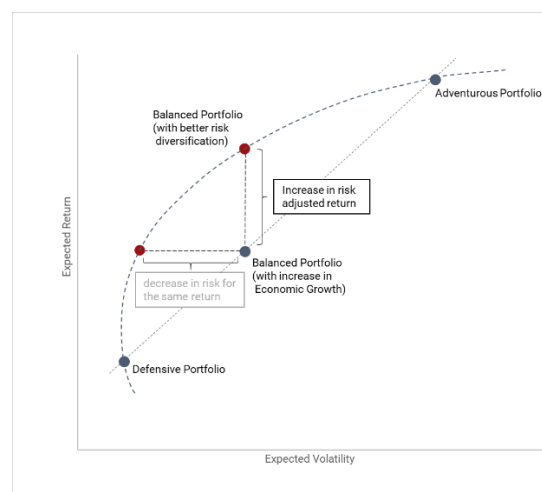 Adventurous Portfolio
Balanced Portfolio
(with better risk
diversification)
Increase in risk
adjusted return
Expected Return
Balanced Portfolio
(with increase in
Economic Growth)
decrease in risk for
the same return
Defensive Portfolio
Expected Volatility